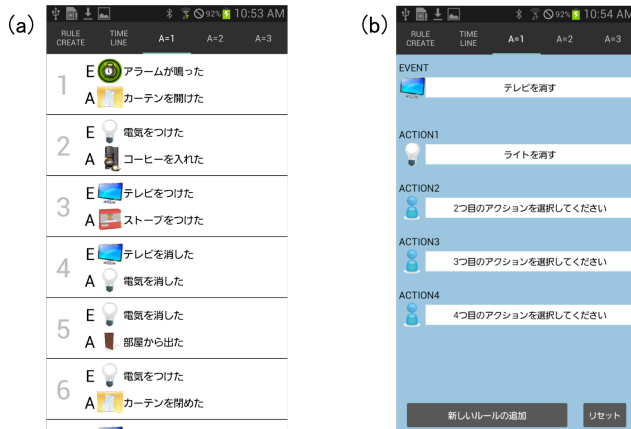 (a)
92% 10:53 AM
RULE CREATE TIME LINE A=1 A=2 A=3
1 E アラームが鳴った
A カーテンを開けた
2 E 電気をつけた
A コーヒーを入れた
3 E テレビをつけた
A ストーブをつけた
4 E テレビを消した
A 電気を消した
5 E 電気を消した
A 部屋から出た
6 E 電気をつけた
A カーテンを閉めた
(b)
92% 10:54 AM
RULE CREATE TIME LINE A=1 A=2 A=3
EVENT
テレビを消す
ACTION1
ライトを消す
ACTION2
2つ目のアクションを選択してください
ACTION3
3つ目のアクションを選択してください
ACTION4
4つ目のアクションを選択してください
新しいルールの追加 リセット